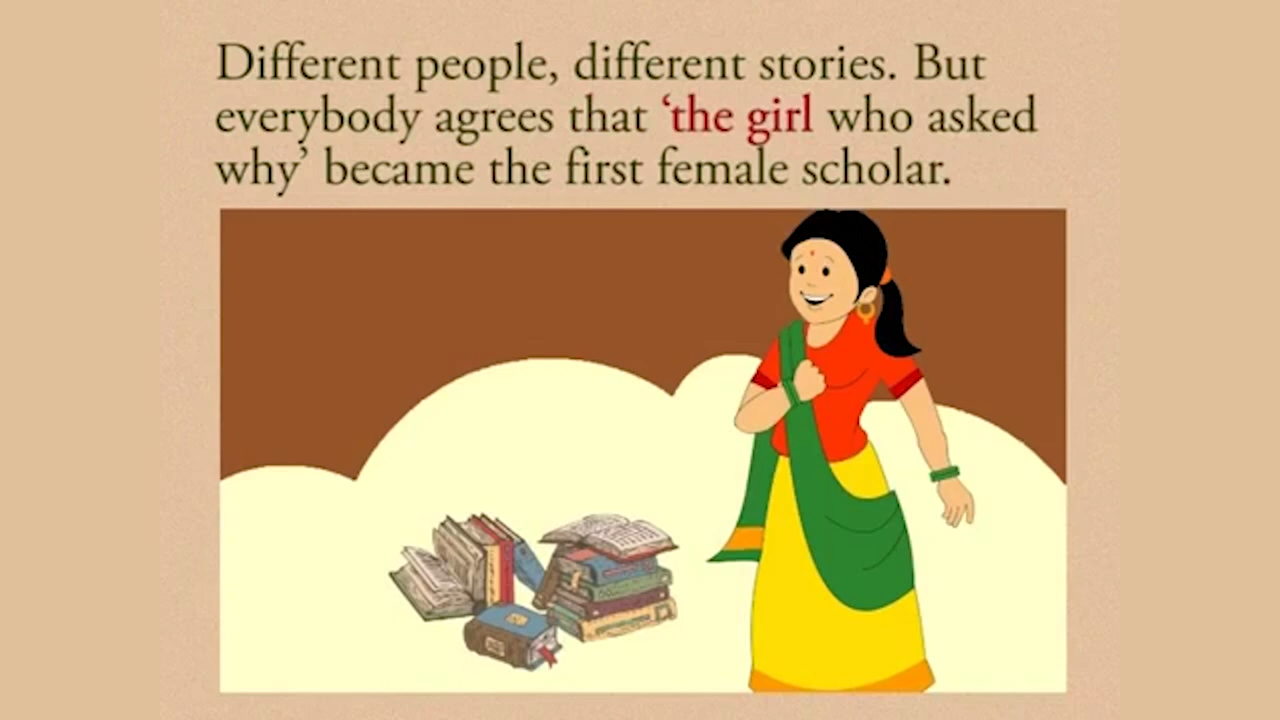 Different people, different stories. But
everybody agrees that ‘the girl who asked
why’ became the first female scholar.